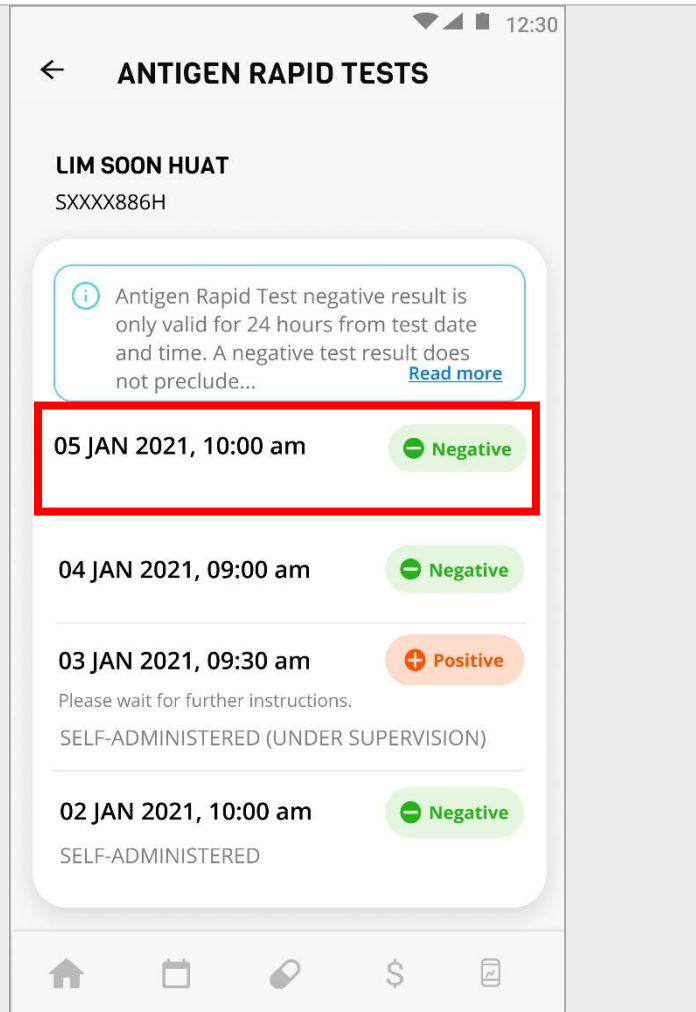 12:30
ANTIGEN RAPID TESTS
LIM SOON HUAT
SXXXX886H
Antigen Rapid Test negative result is
only valid for 24 hours from test date
and time. A negative test result does
not preclude... Read more
05 JAN 2021, 10:00 am Negative
04 JAN 2021, 09:00 am Negative
03 JAN 2021, 09:30 am Positive
Please wait for further instructions.
SELF-ADMINISTERED (UNDER SUPERVISION)
02 JAN 2021, 10:00 am Negative
SELF-ADMINISTERED